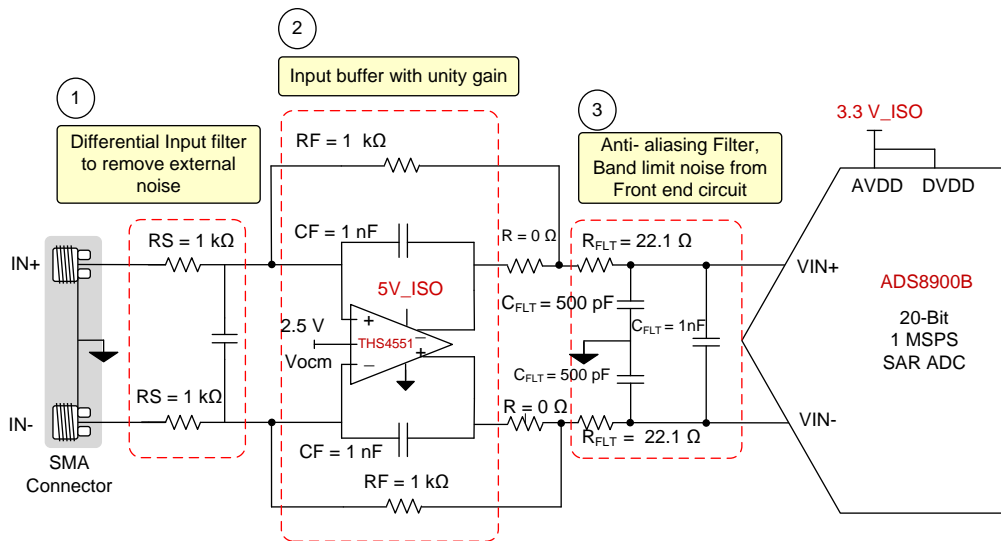 1
Differential Input filter
to remove external
noise
2
Input buffer with unity gain
3
Anti- aliasing Filter,
Band limit noise from
Front end circuit
3.3 V_ISO
AVDD DVDD
RF = 1 kΩ
RS = 1 kΩ
CF = 1 nF
R = 0 Ω
RFLT = 22.1 Ω
IN+
VIN+
5V_ISO
CFLT = 500 pF
ADS8900B
2.5 V
+
−
THS4551
Vocm
+
−
CFLT = 1nF
20-Bit
1 MSPS
SAR ADC
CFLT = 500 pF
RS = 1 kΩ
R = 0 Ω
IN-
VIN-
RFLT = 22.1 Ω
CF = 1 nF
SMA
Connector
RF = 1 kΩ